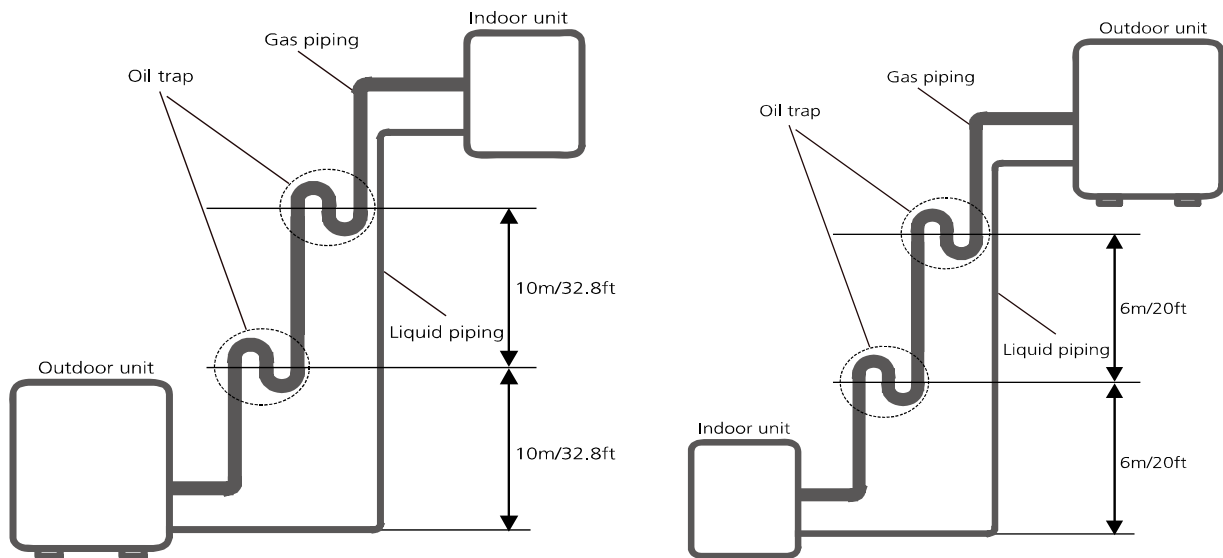 Indoor unit
Gas piping
Oil trap
10m/32.8ft
Liquid piping
Outdoor unit
10m/32.8ft
Outdoor unit
Gas piping
Oil trap
6m/20ft
Liquid piping
Indoor unit
6m/20ft